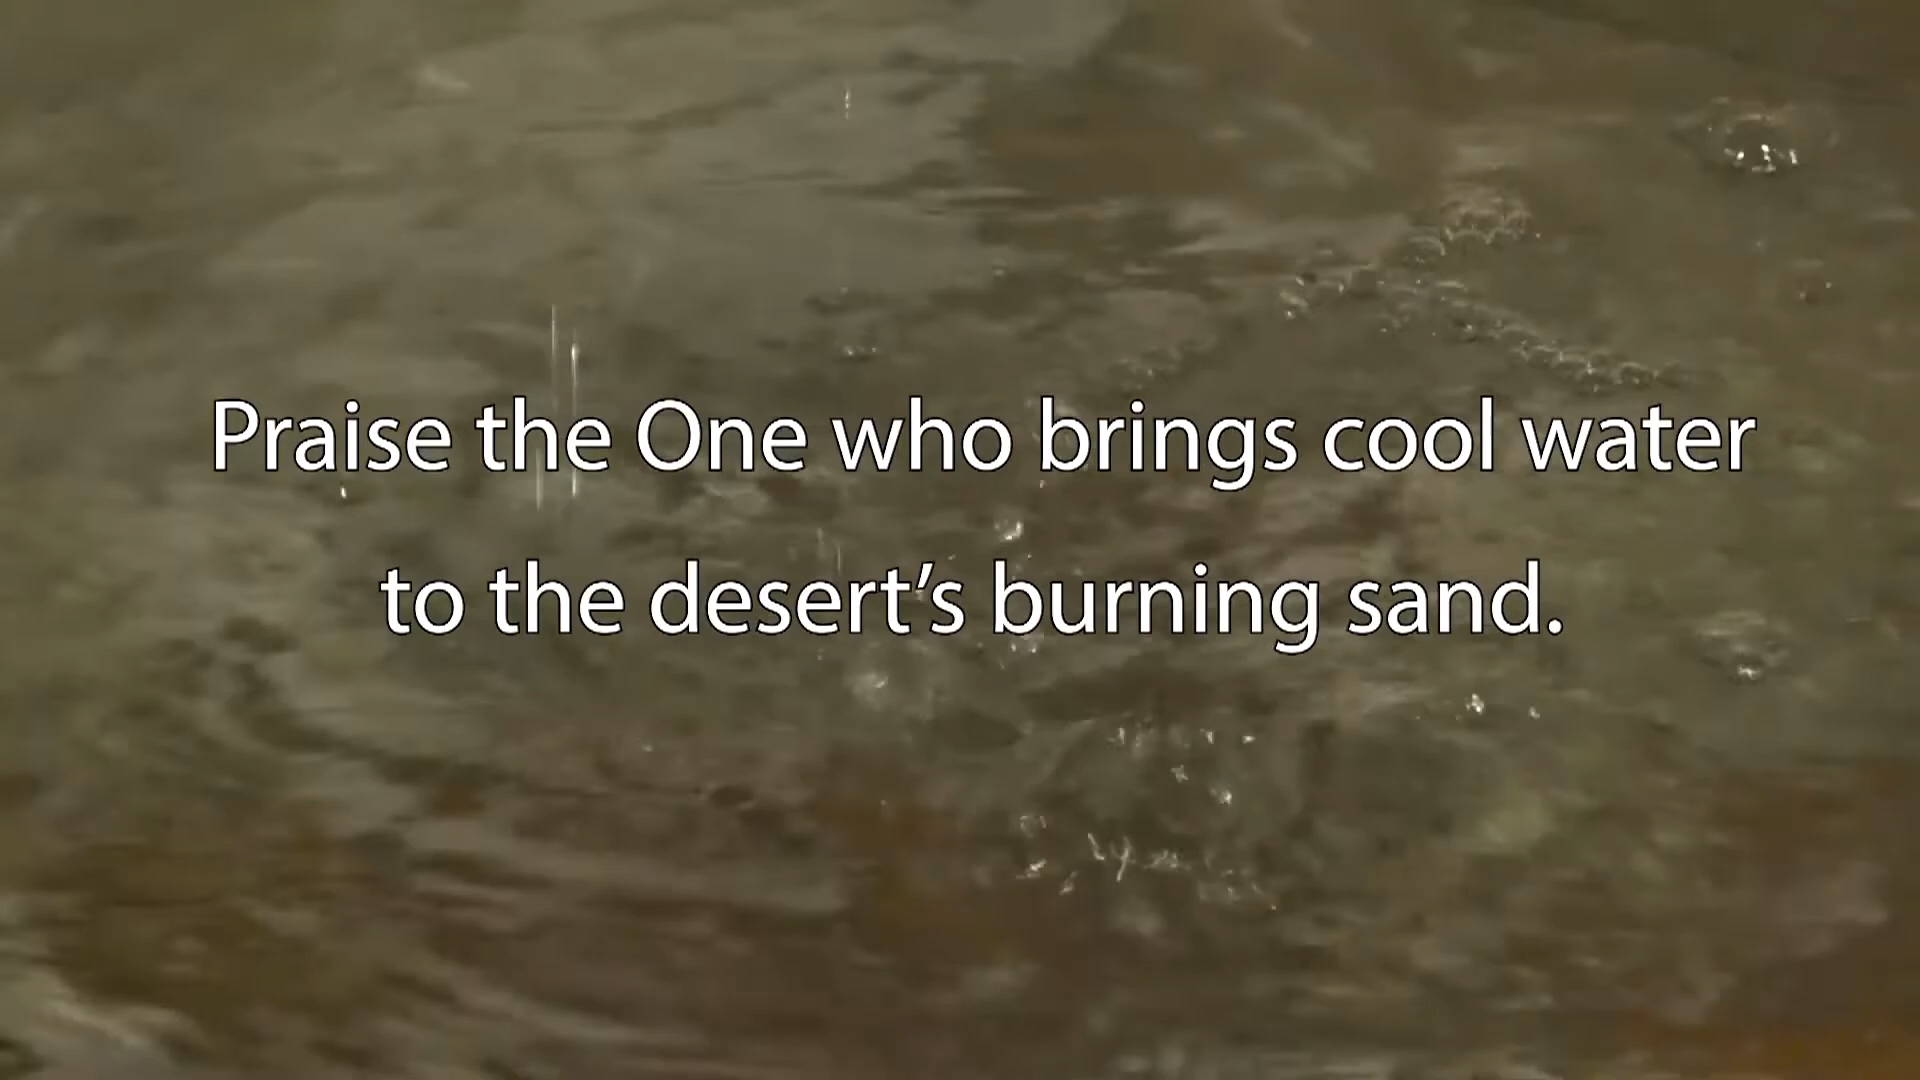 Praise the One who brings cool water
to the desert’s burning sand.